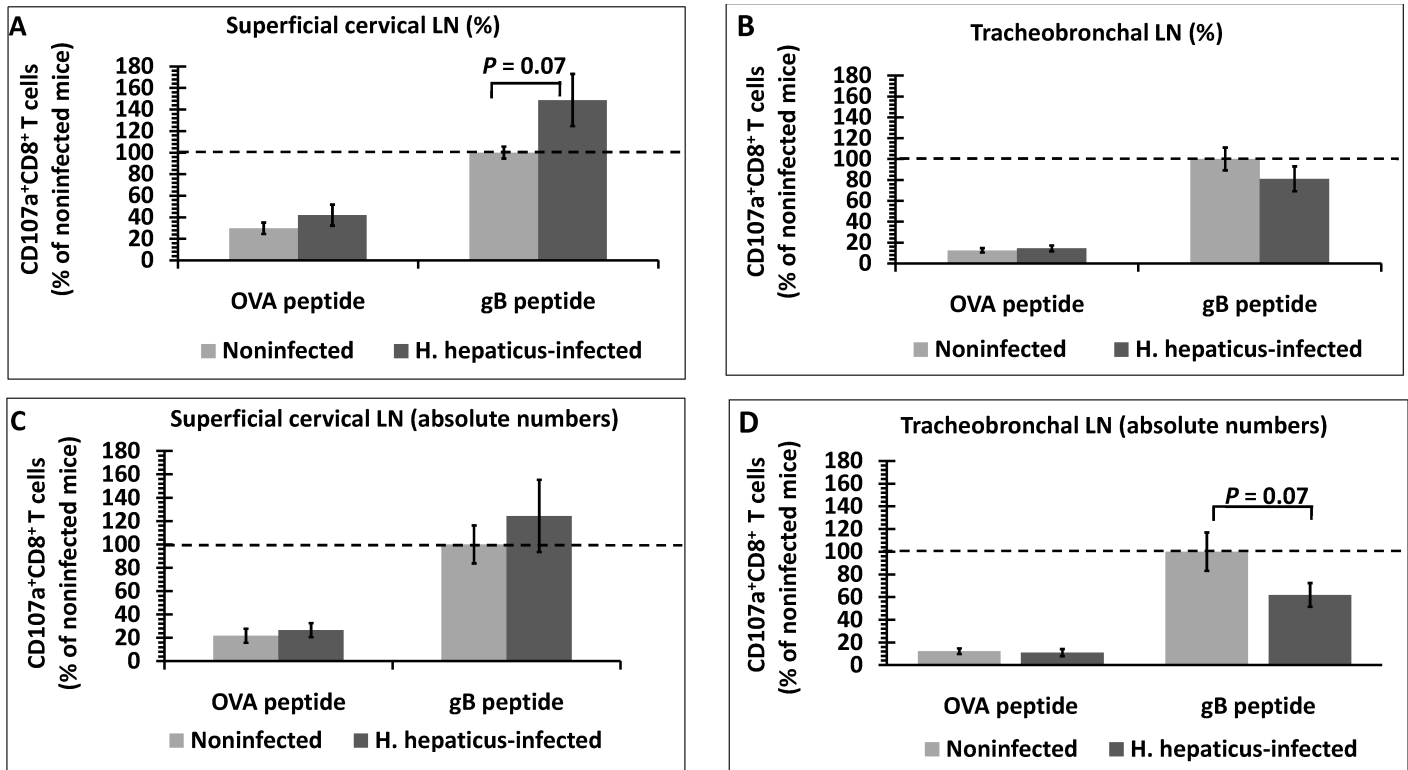 A
Superficial cervical LN (%)
CD107a⁺CD8⁺ T cells
(% of noninfected mice)
180
160
140
120
100
80
60
40
20
0
P = 0.07
OVA peptide
gB peptide
Noninfected
H. hepaticus-infected
B
Tracheobronchal LN (%)
CD107a⁺CD8⁺ T cells
(% of noninfected mice)
180
160
140
120
100
80
60
40
20
0
OVA peptide
gB peptide
Noninfected
H. hepaticus-infected
C
Superficial cervical LN (absolute numbers)
CD107a⁺CD8⁺ T cells
(% of noninfected mice)
180
160
140
120
100
80
60
40
20
0
OVA peptide
gB peptide
Noninfected
H. hepaticus-infected
D
Tracheobronchal LN (absolute numbers)
CD107a⁺CD8⁺ T cells
(% of noninfected mice)
180
160
140
120
100
80
60
40
20
0
P = 0.07
OVA peptide
gB peptide
Noninfected
H. hepaticus-infected